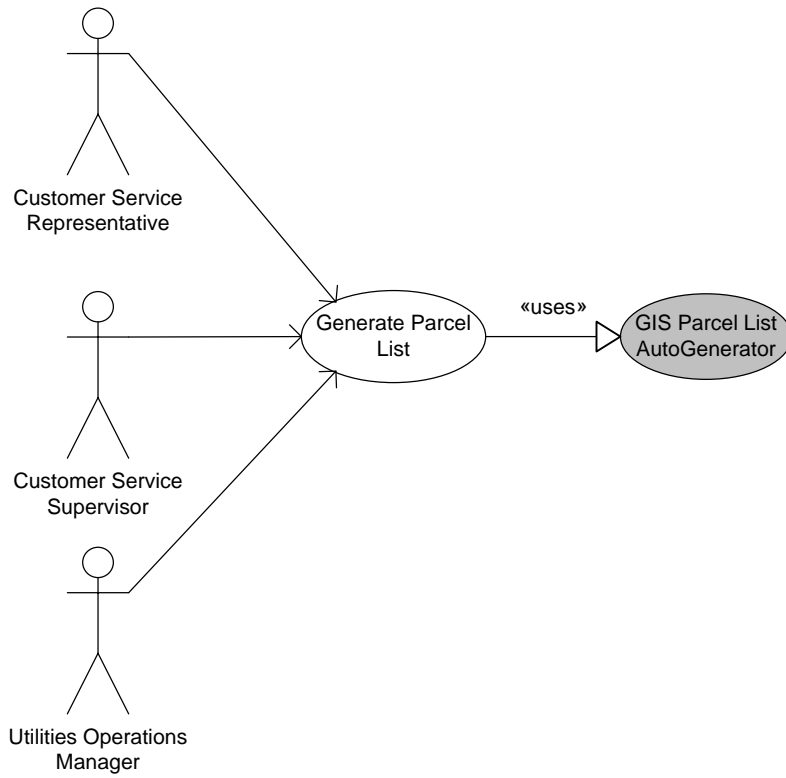 Customer Service
Representative
Generate Parcel
List
«uses»
GIS Parcel List
AutoGenerator
Customer Service
Supervisor
Utilities Operations
Manager